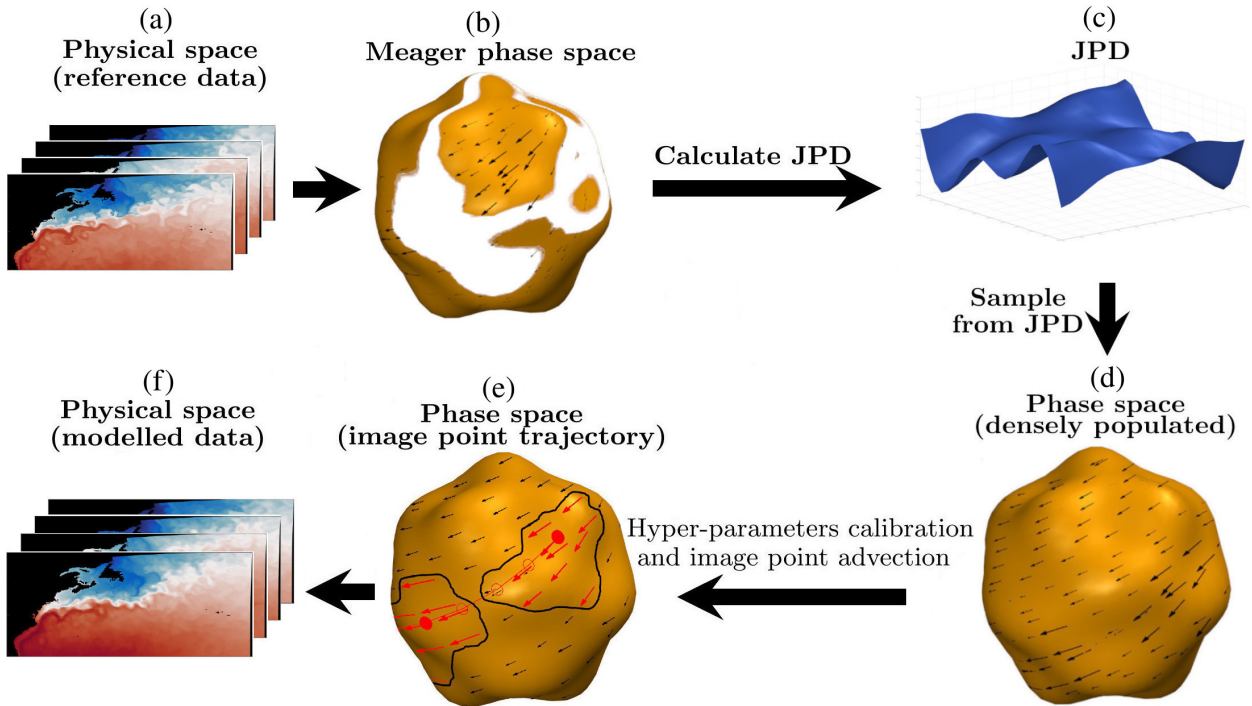 (a)
Physical space
(reference data)
(b)
Meager phase space
Calculate JPD
(c)
JPD
Sample
from JPD
(d)
Phase space
(densely populated)
Hyper-parameters calibration
and image point advection
(e)
Phase space
(image point trajectory)
(f)
Physical space
(modelled data)